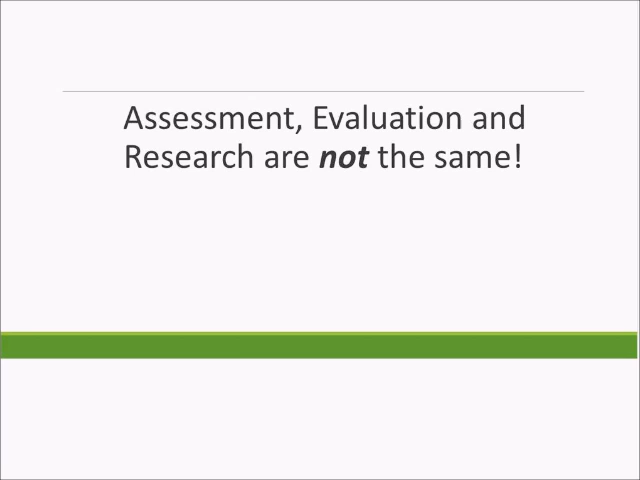 Assessment, Evaluation and
Research are not the same!